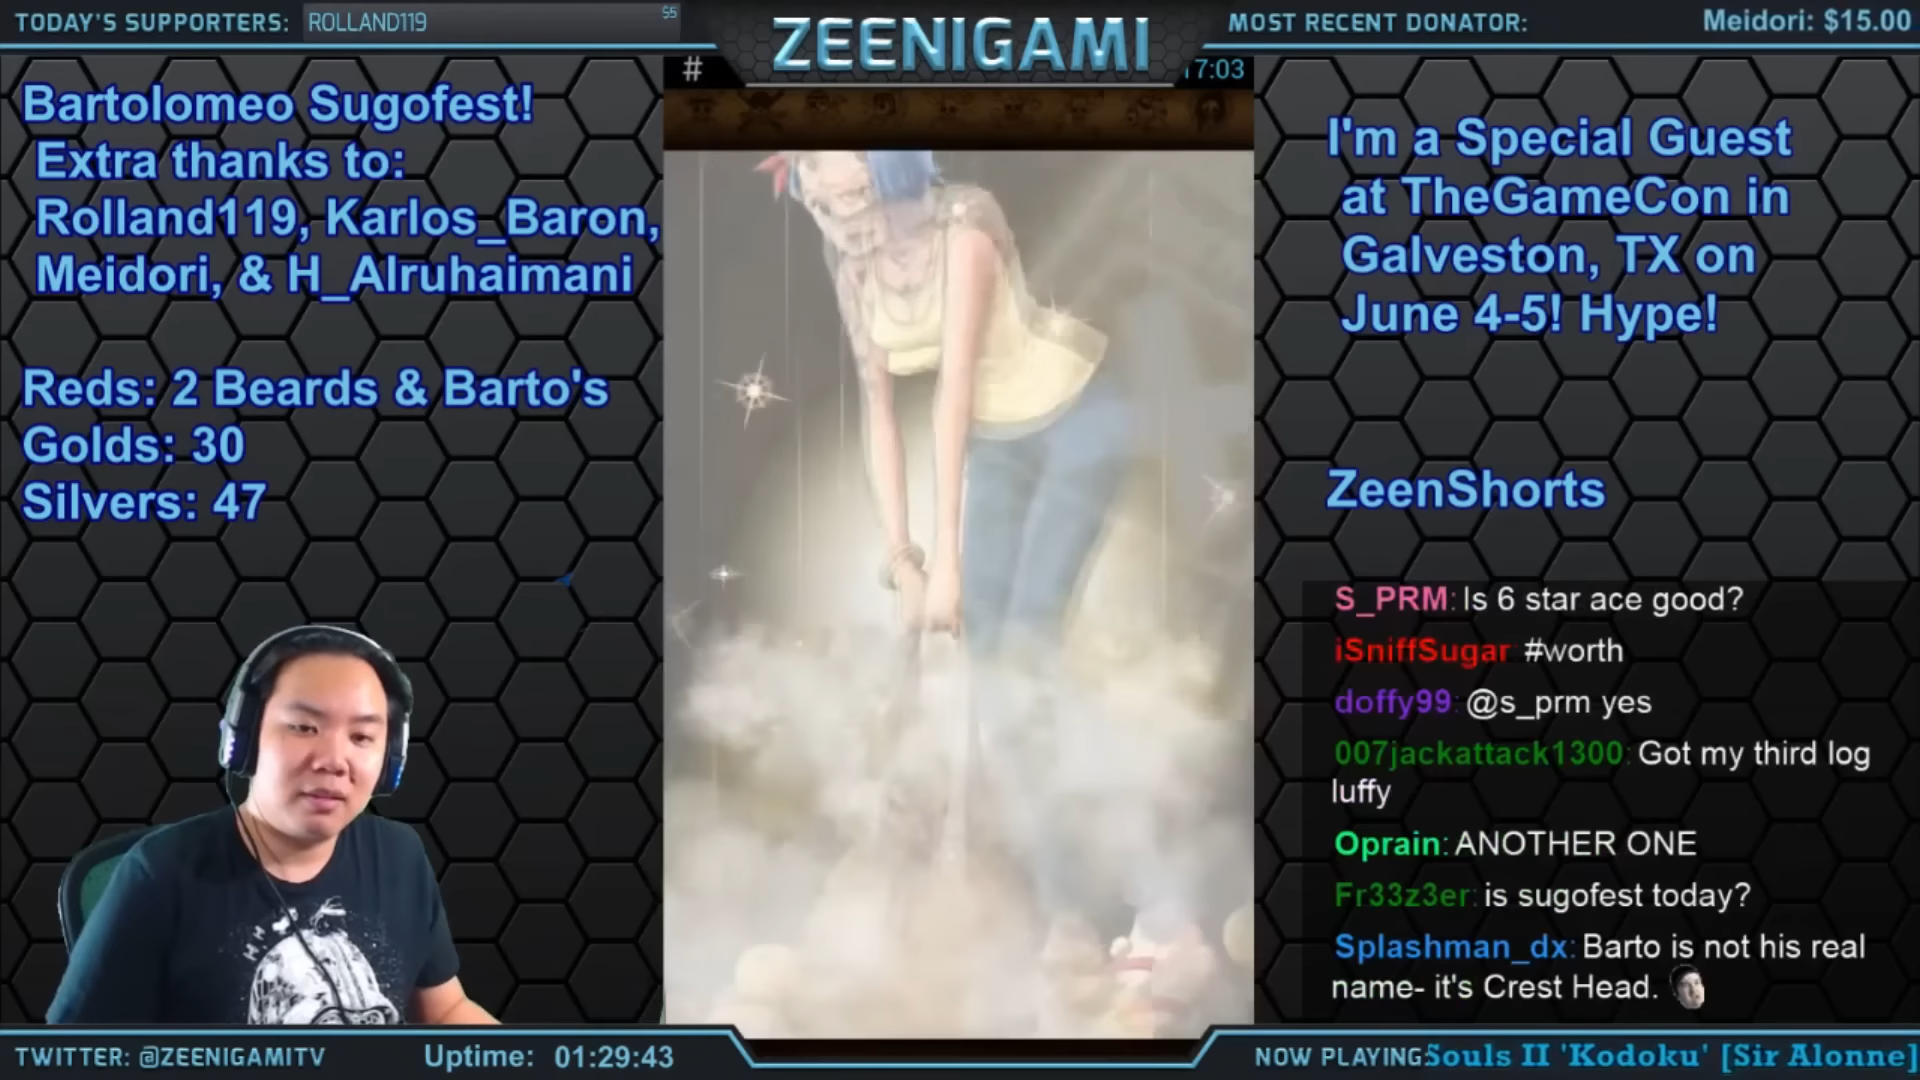 TODAY'S SUPPORTERS: ROLLAND119 $5
ZEENIGAMI
MOST RECENT DONATOR: Meidori: $15.00
# 17:03
Bartolomeo Sugofest!
Extra thanks to:
Rolland119, Karlos_Baron,
Meidori, & H_Alruhaimani
Reds: 2 Beards & Barto's
Golds: 30
Silvers: 47
I'm a Special Guest
at TheGameCon in
Galveston, TX on
June 4-5! Hype!
ZeenShorts
S_PRM: Is 6 star ace good?
iSniffSugar: #worth
doffy99: @s_prm yes
007jackattack1300: Got my third log
luffy
Oprain: ANOTHER ONE
Fr33z3er: is sugofest today?
Splashman_dx: Barto is not his real
name- it's Crest Head.
TWITTER: @ZEENIGAMITV
Uptime: 01:29:43
NOW PLAYING: Souls II 'Kodoku' [Sir Alonne]